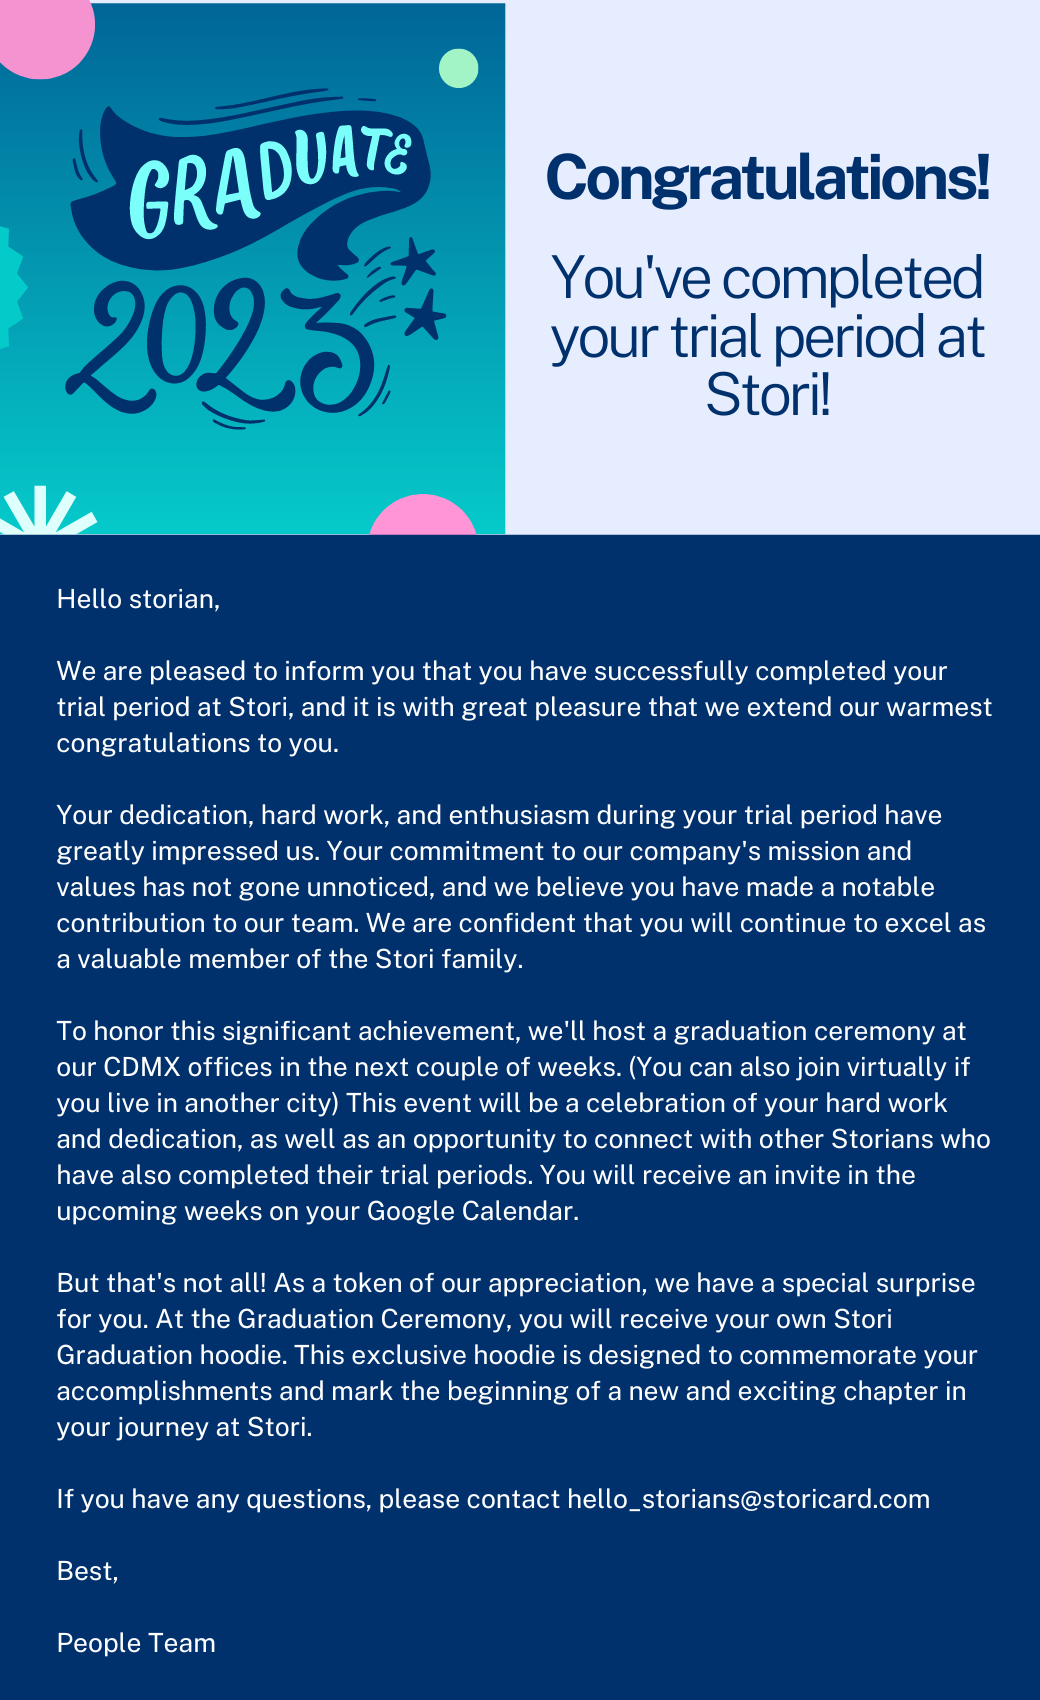 GRADUATE
2023
Congratulations!
You've completed
your trial period at
Stori!
Hello storian,
We are pleased to inform you that you have successfully completed your
trial period at Stori, and it is with great pleasure that we extend our warmest
congratulations to you.
Your dedication, hard work, and enthusiasm during your trial period have
greatly impressed us. Your commitment to our company's mission and
values has not gone unnoticed, and we believe you have made a notable
contribution to our team. We are confident that you will continue to excel as
a valuable member of the Stori family.
To honor this significant achievement, we'll host a graduation ceremony at
our CDMX offices in the next couple of weeks. (You can also join virtually if
you live in another city) This event will be a celebration of your hard work
and dedication, as well as an opportunity to connect with other Storians who
have also completed their trial periods. You will receive an invite in the
upcoming weeks on your Google Calendar.
But that's not all! As a token of our appreciation, we have a special surprise
for you. At the Graduation Ceremony, you will receive your own Stori
Graduation hoodie. This exclusive hoodie is designed to commemorate your
accomplishments and mark the beginning of a new and exciting chapter in
your journey at Stori.
If you have any questions, please contact hello_storians@storicard.com
Best,
People Team